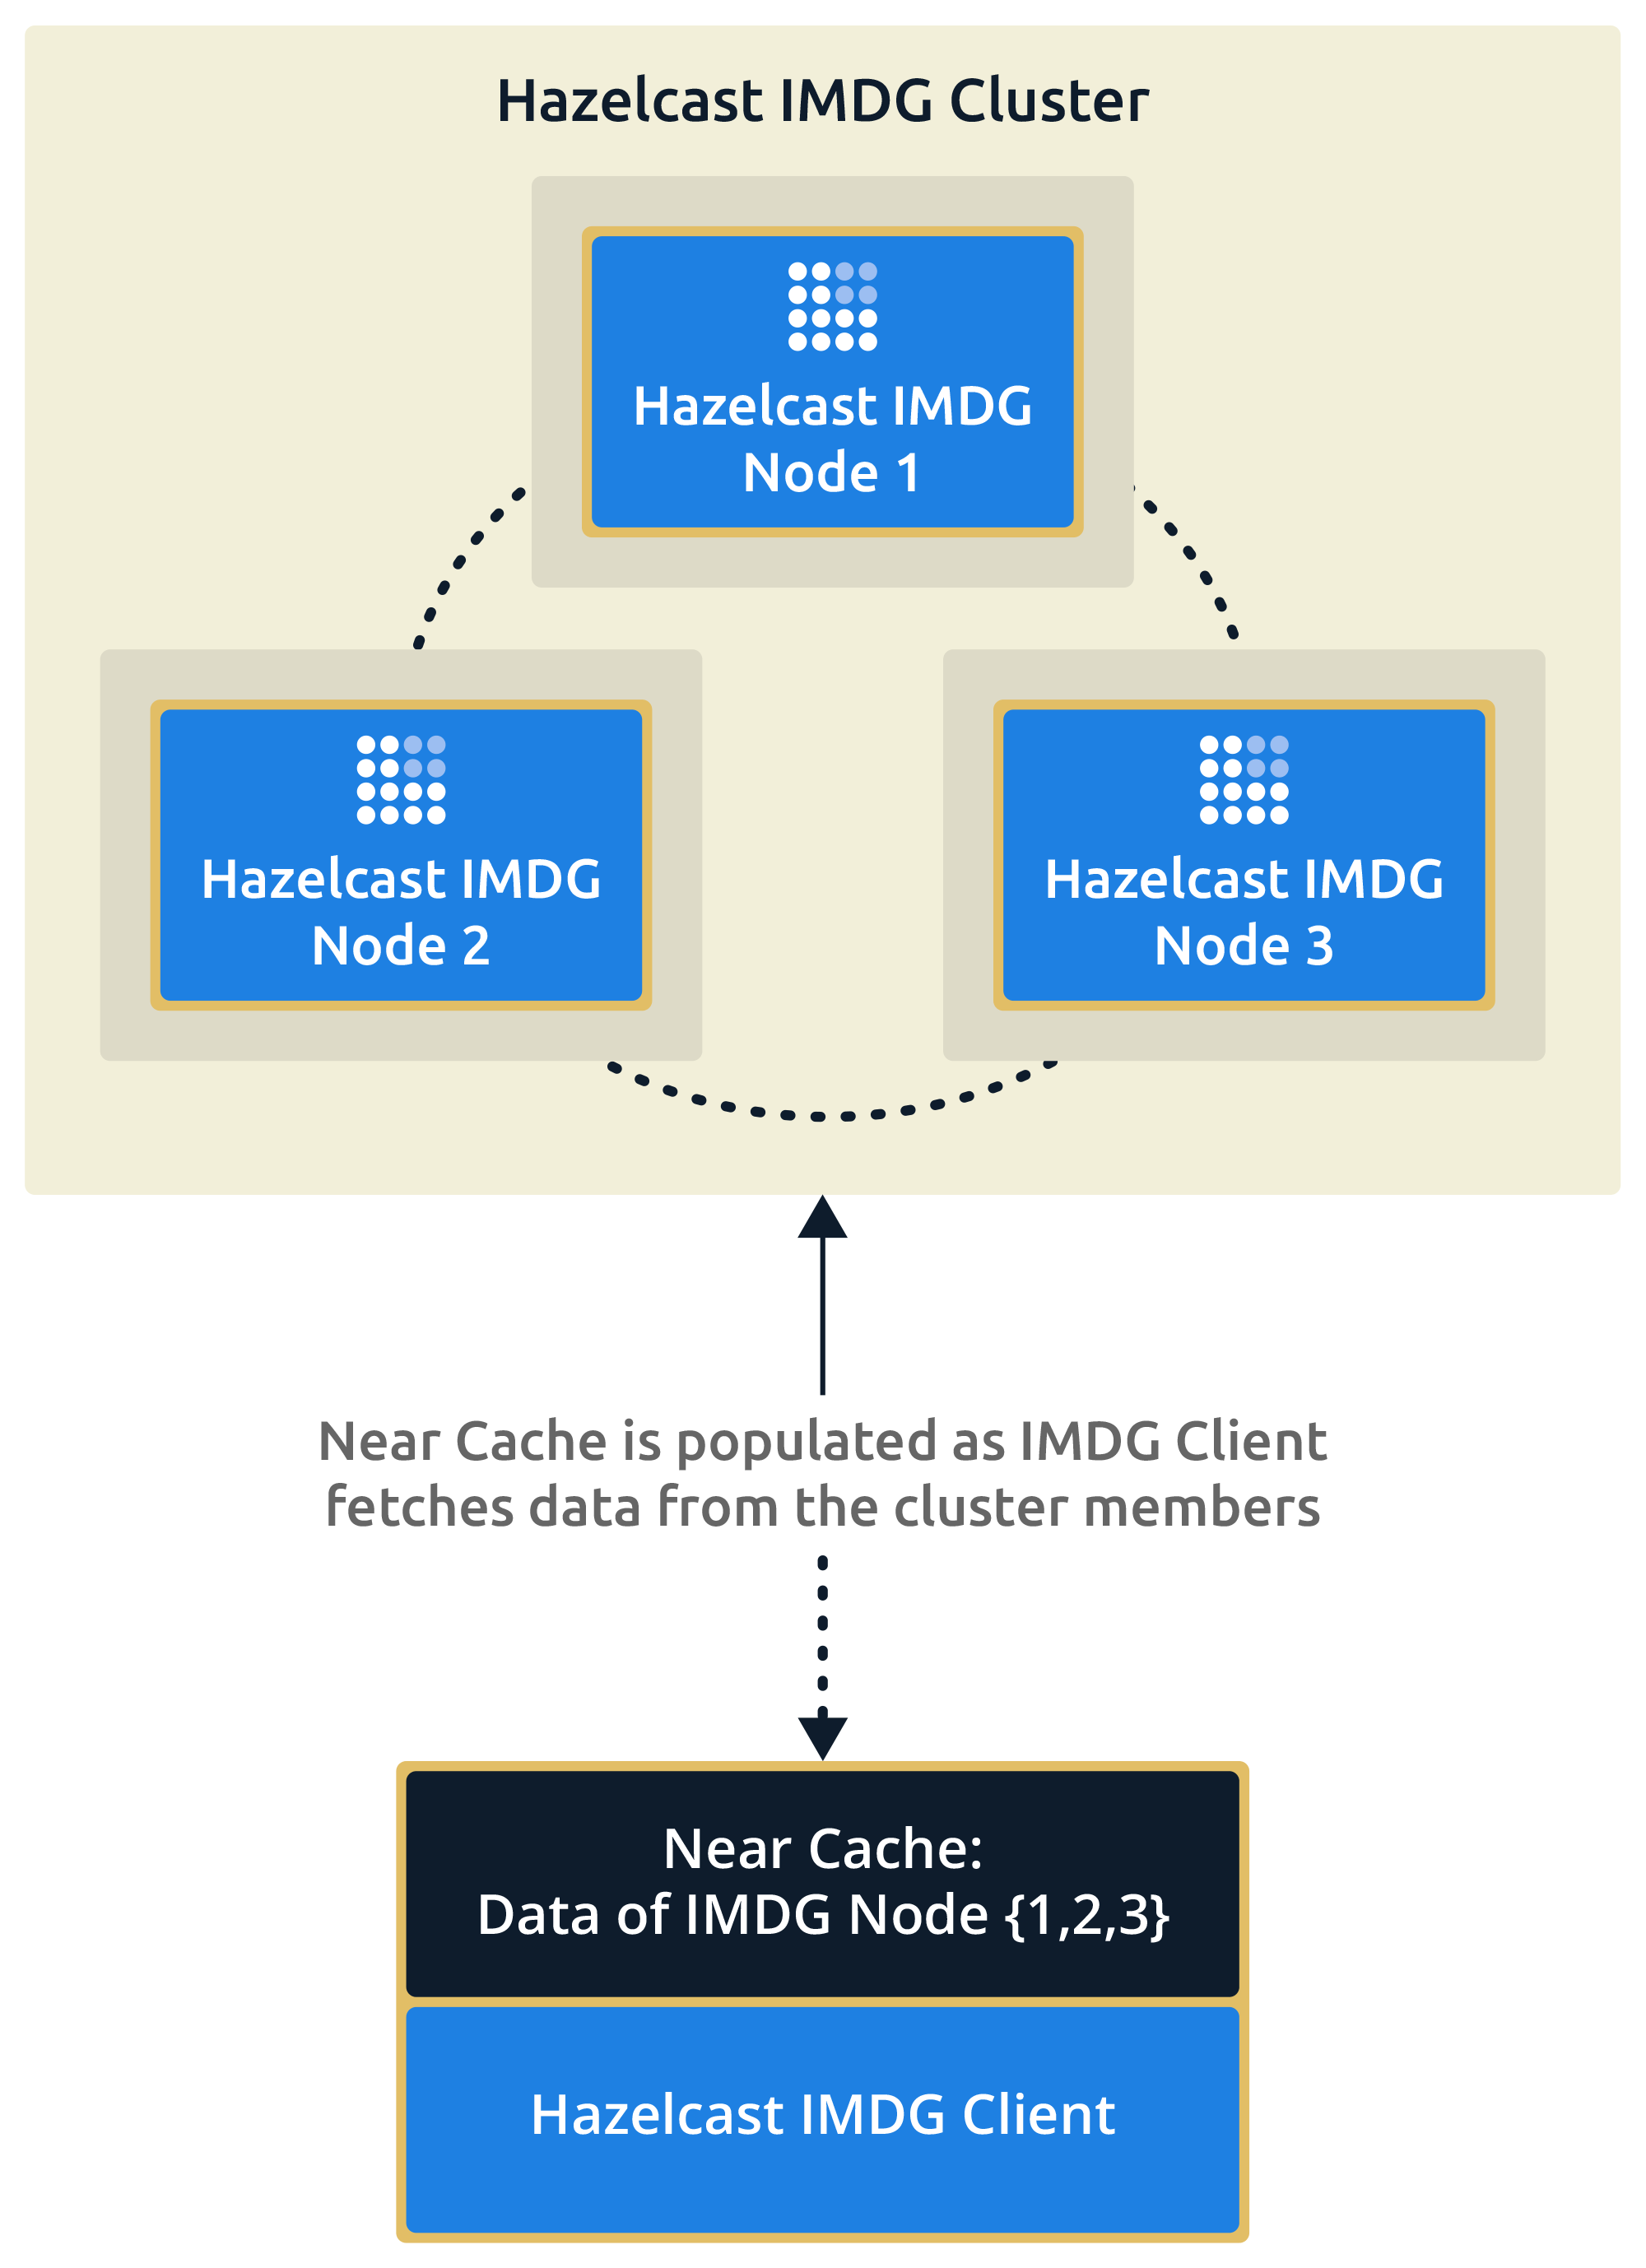 Hazelcast IMDG Cluster
Hazelcast IMDG
Node 1
Hazelcast IMDG
Node 2
Hazelcast IMDG
Node 3
Near Cache is populated as IMDG Client
fetches data from the cluster members
Near Cache:
Data of IMDG Node {1,2,3}
Hazelcast IMDG Client